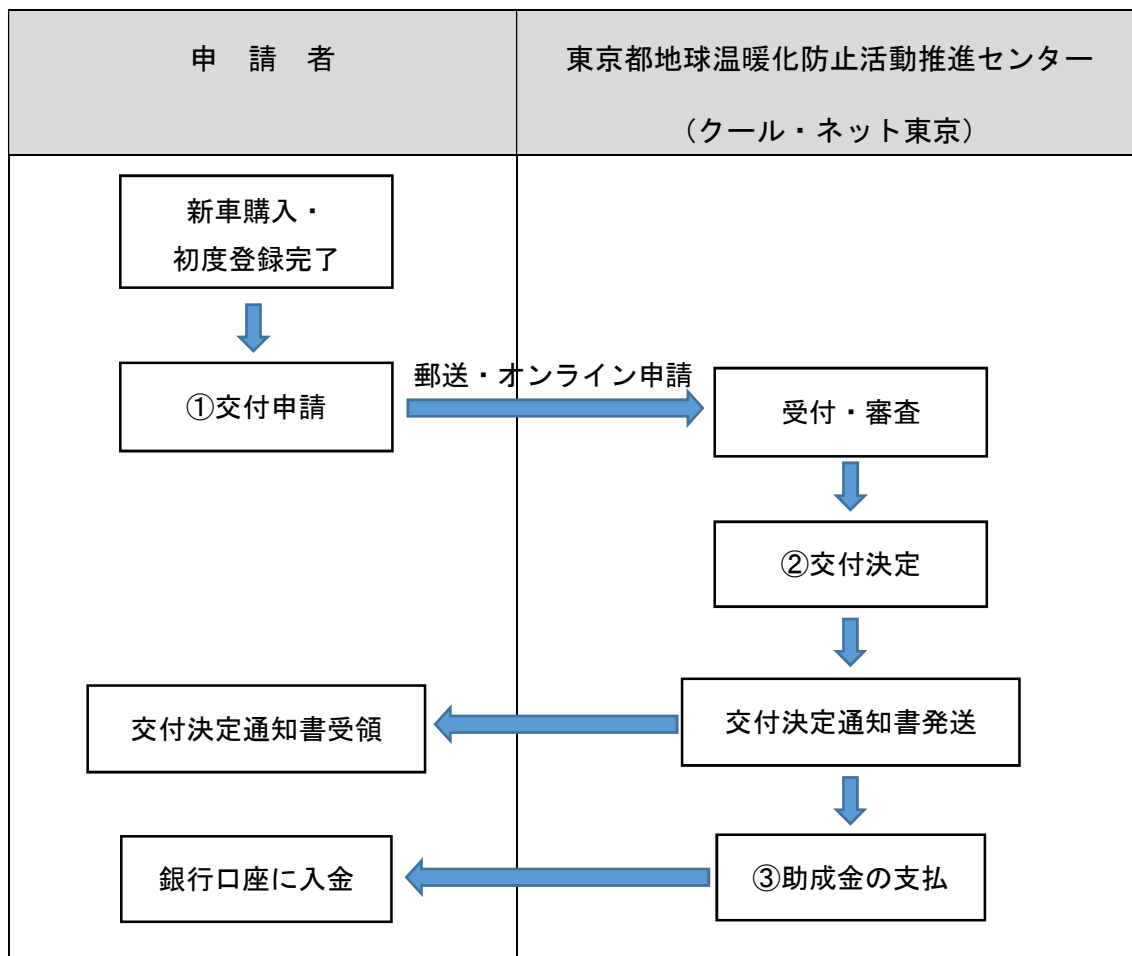 申 請 者
東京都地球温暖化防止活動推進センター
（クール・ネット東京）
新車購入・
初度登録完了
①交付申請
郵送・オンライン申請
受付・審査
②交付決定
交付決定通知書発送
交付決定通知書受領
③助成金の支払
銀行口座に入金